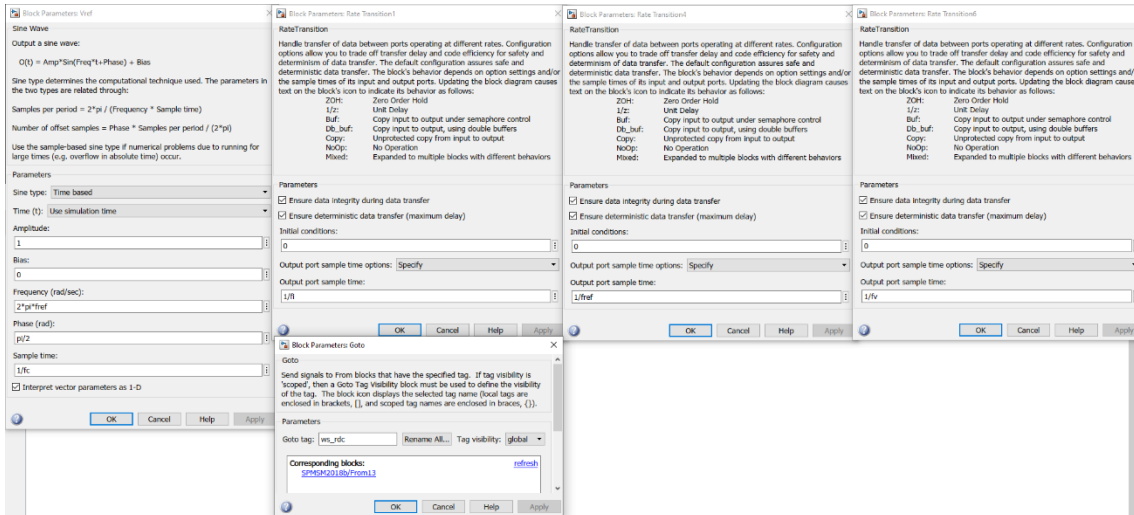 Block Parameters: Vref
Sine Wave
Output a sine wave:
O(t) = Amp*Sin(Freq*t+Phase) + Bias
Sine type determines the computational technique used. The parameters in
the two types are related through:
Samples per period = 2*pi / (Frequency * Sample time)
Number of offset samples = Phase * Samples per period / (2*pi)
Use the sample-based sine type if numerical problems due to running for
large times (e.g. overflow in absolute time) occur.
Parameters
Sine type: Time based
Time (t): Use simulation time
Amplitude:
1
Bias:
0
Frequency (rad/sec):
2*pi*fref
Phase (rad):
pi/2
Sample time:
1/fc
Interpret vector parameters as 1-D
OK Cancel Help Apply
Block Parameters: Rate Transition1
RateTransition
Handle transfer of data between ports operating at different rates. Configuration
options allow you to trade off transfer delay and code efficiency for safety and
determinism of data transfer. The default configuration assures safe and
deterministic data transfer. The block's behavior depends on option settings and/or
the sample times of its input and output ports. Updating the block diagram causes
text on the block's icon to indicate its behavior as follows:
ZOH: Zero Order Hold
1/z: Unit Delay
Buf: Copy input to output under semaphore control
Db_buf: Copy input to output, using double buffers
Copy: Unprotected copy from input to output
NoOp: No Operation
Mixed: Expanded to multiple blocks with different behaviors
Parameters
Ensure data integrity during data transfer
Ensure deterministic data transfer (maximum delay)
Initial conditions:
0
Output port sample time options: Specify
Output port sample time:
1/fl
OK Cancel Help Apply
Block Parameters: Rate Transition4
RateTransition
Handle transfer of data between ports operating at different rates. Configuration
options allow you to trade off transfer delay and code efficiency for safety and
determinism of data transfer. The default configuration assures safe and
deterministic data transfer. The block's behavior depends on option settings and/or
the sample times of its input and output ports. Updating the block diagram causes
text on the block's icon to indicate its behavior as follows:
ZOH: Zero Order Hold
1/z: Unit Delay
Buf: Copy input to output under semaphore control
Db_buf: Copy input to output, using double buffers
Copy: Unprotected copy from input to output
NoOp: No Operation
Mixed: Expanded to multiple blocks with different behaviors
Parameters
Ensure data integrity during data transfer
Ensure deterministic data transfer (maximum delay)
Initial conditions:
0
Output port sample time options: Specify
Output port sample time:
1/fref
OK Cancel Help Apply
Block Parameters: Rate Transition6
RateTransition
Handle transfer of data between ports operating at different rates. Configuration
options allow you to trade off transfer delay and code efficiency for safety and
determinism of data transfer. The default configuration assures safe and
deterministic data transfer. The block's behavior depends on option settings and/
the sample times of its input and output ports. Updating the block diagram causes
text on the block's icon to indicate its behavior as follows:
ZOH: Zero Order Hold
1/z: Unit Delay
Buf: Copy input to output under semaphore control
Db_buf: Copy input to output, using double buffers
Copy: Unprotected copy from input to output
NoOp: No Operation
Mixed: Expanded to multiple blocks with different behaviors
Parameters
Ensure data integrity during data transfer
Ensure deterministic data transfer (maximum delay)
Initial conditions:
0
Output port sample time options: Specify
Output port sample time:
1/fv
OK Cancel Help Apply
Block Parameters: Goto
Goto
Send signals to From blocks that have the specified tag. If tag visibility is
'scoped', then a Goto Tag Visibility block must be used to define the visibility
of the tag. The block icon displays the selected tag name (local tags are
enclosed in brackets, [], and scoped tag names are enclosed in braces, {}).
Parameters
Goto tag: ws_rdc Rename All... Tag visibility: global
Corresponding blocks: refresh
SPMSM2018b/From13
OK Cancel Help Apply